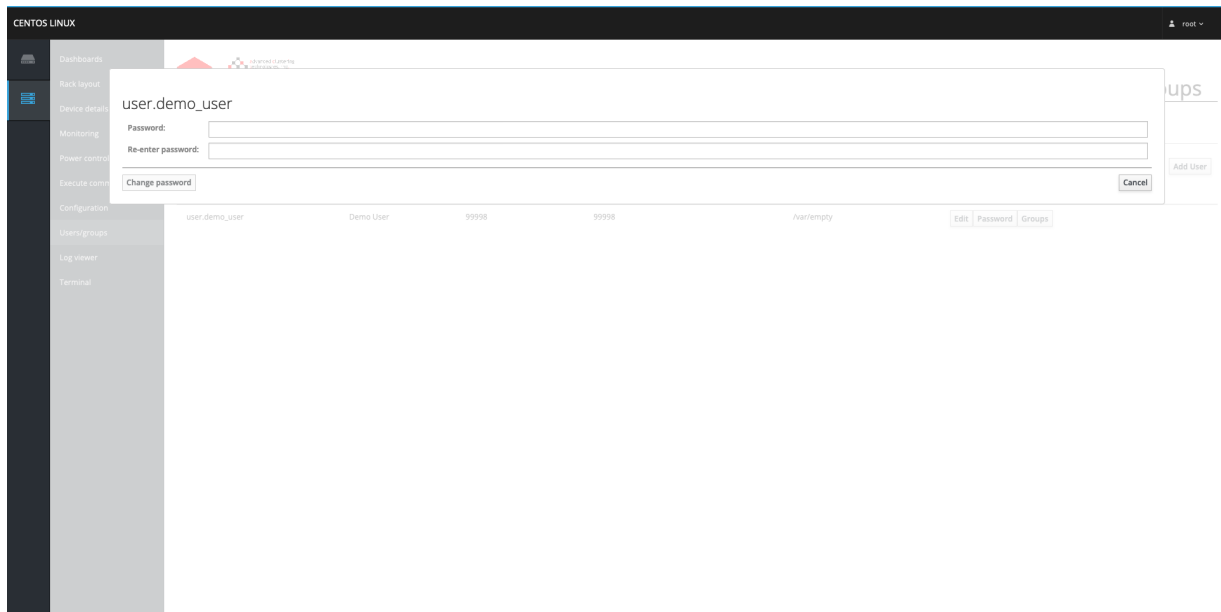 CENTOS LINUX
root
Dashboards
Rack layout
Device details
Monitoring
Power control
Execute comm
Configuration
Users/groups
Log viewer
Terminal
ups
Add User
user.demo_user
Password:
Re-enter password:
Change password
Cancel
user.demo_user Demo User 99998 99998 /var/empty Edit Password Groups